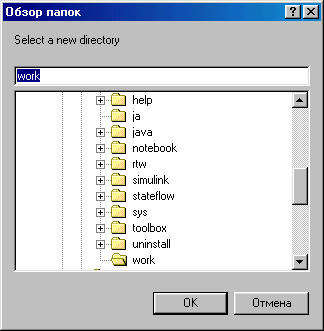 Обзор папок
Select a new directory
work
help
ja
java
notebook
rtw
simulink
stateflow
sys
toolbox
uninstall
work
OK Отмена